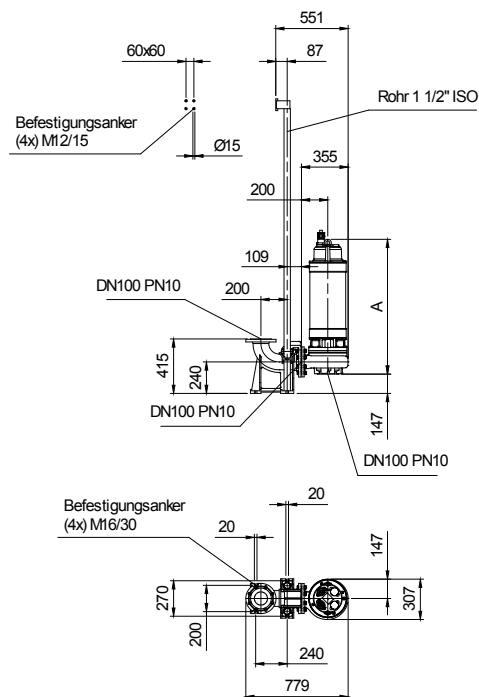 551
60x60
87
Rohr 1 1/2" ISO
Befestigungsanker
(4x) M12/15
Ø15
355
200
109
DN100 PN10
200
A
415
240
DN100 PN10
147
DN100 PN10
Befestigungsanker
(4x) M16/30
20
20
147
270
200
307
240
779